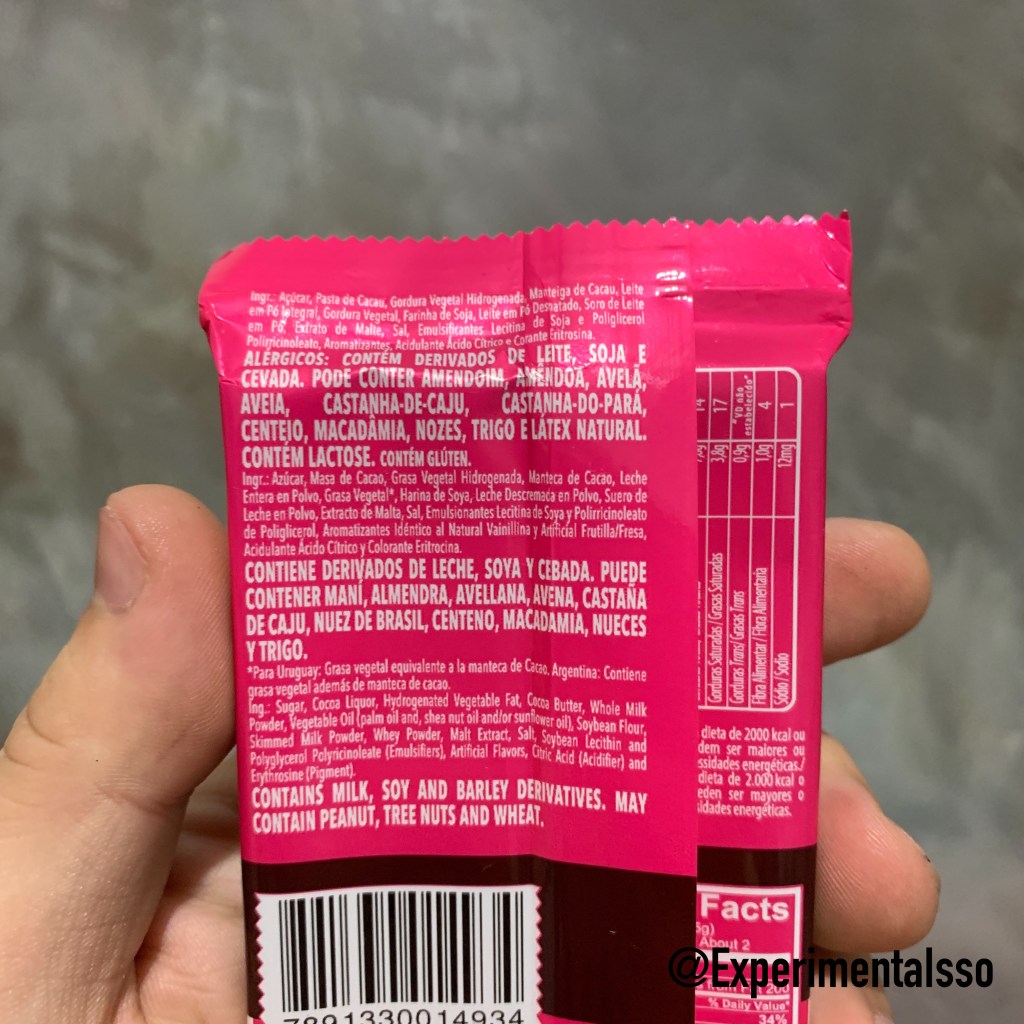 Ingr.: Açúcar, Pasta de Cacau, Gordura Vegetal Hidrogenada, Manteiga de Cacau, Leite
em Pó Integral, Gordura Vegetal, Farinha de Soja, Leite em Pó Desnatado, Soro de Leite
em Pó, Extrato de Malte, Sal, Emulsificantes Lecitina de Soja e Poliglicerol
Polirricinoleato, Aromatizantes, Acidulante Ácido Cítrico e Corante Eritrosina.
ALÉRGICOS: CONTÉM DERIVADOS DE LEITE, SOJA E
CEVADA. PODE CONTER AMENDOIM, AMÊNDOA, AVELÃ,
AVEIA, CASTANHA-DE-CAJU, CASTANHA-DO-PARÁ,
CENTEIO, MACADÂMIA, NOZES, TRIGO E LÁTEX NATURAL.
CONTÉM LACTOSE. CONTÉM GLÚTEN.
Ingr.: Azúcar, Masa de Cacao, Grasa Vegetal Hidrogenada, Manteca de Cacao, Leche
Entera en Polvo, Grasa Vegetal*, Harina de Soya, Leche Descremada en Polvo, Suero de
Leche en Polvo, Extracto de Malta, Sal, Emulsionantes Lecitina de Soya y Polirricinoleato
de Poliglicerol, Aromatizantes Idéntico al Natural Vainillina y Artificial Frutilla/Fresa,
Acidulante Ácido Cítrico y Colorante Eritrocina.
CONTIENE DERIVADOS DE LECHE, SOYA Y CEBADA. PUEDE
CONTENER MANÍ, ALMENDRA, AVELLANA, AVENA, CASTAÑA
DE CAJU, NUEZ DE BRASIL, CENTENO, MACADAMIA, NUECES
Y TRIGO.
*Para Uruguay: Grasa vegetal equivalente a la manteca de Cacao. Argentina: Contiene
grasa vegetal además de manteca de cacao.
Ing.: Sugar, Cocoa Liquor, Hydrogenated Vegetable Fat, Cocoa Butter, Whole Milk
Powder, Vegetable Oil (palm oil and, shea nut oil and/or sunflower oil), Soybean Flour,
Skimmed Milk Powder, Whey Powder, Malt Extract, Salt, Soybean Lecithin and
Polyglycerol Polyricinoleate (Emulsifiers), Artificial Flavors, Citric Acid (Acidifier) and
Erythrosine (Pigment).
CONTAINS MILK, SOY AND BARLEY DERIVATIVES. MAY
CONTAIN PEANUT, TREE NUTS AND WHEAT.
7891330014934
14
Gorduras Saturadas / Grasas Saturadas 3,8g 17
Gorduras Trans / Grasas Trans 0,9g "VD não estabelecido"
Fibra Alimentar / Fibra Alimentaria 1,0g 4
Sódio / Sodio 12mg 1
dieta de 2000 kcal ou
dem ser maiores ou
ssidades energéticas./
dieta de 2.000 kcal o
eden ser mayores o
sidades energéticas.
Facts
5g)
About 2
% Daily Value*
34%
@ExperimentaIsso